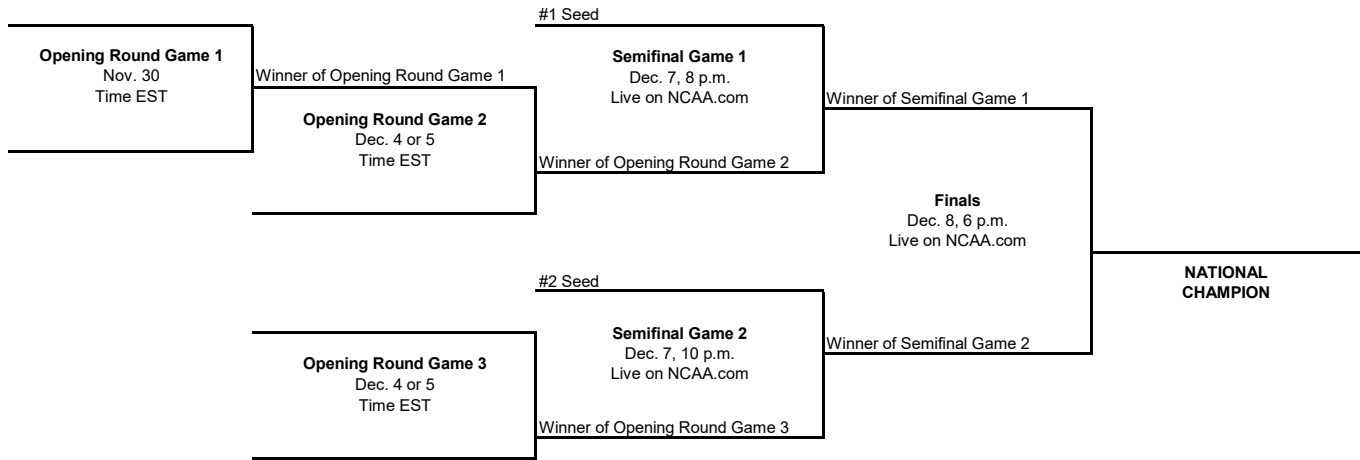 #1 Seed
Opening Round Game 1
Nov. 30
Time EST
Winner of Opening Round Game 1
Semifinal Game 1
Dec. 7, 8 p.m.
Live on NCAA.com
Opening Round Game 2
Dec. 4 or 5
Time EST
Winner of Semifinal Game 1
Winner of Opening Round Game 2
Finals
Dec. 8, 6 p.m.
Live on NCAA.com
NATIONAL
CHAMPION
#2 Seed
Semifinal Game 2
Dec. 7, 10 p.m.
Live on NCAA.com
Winner of Semifinal Game 2
Opening Round Game 3
Dec. 4 or 5
Time EST
Winner of Opening Round Game 3